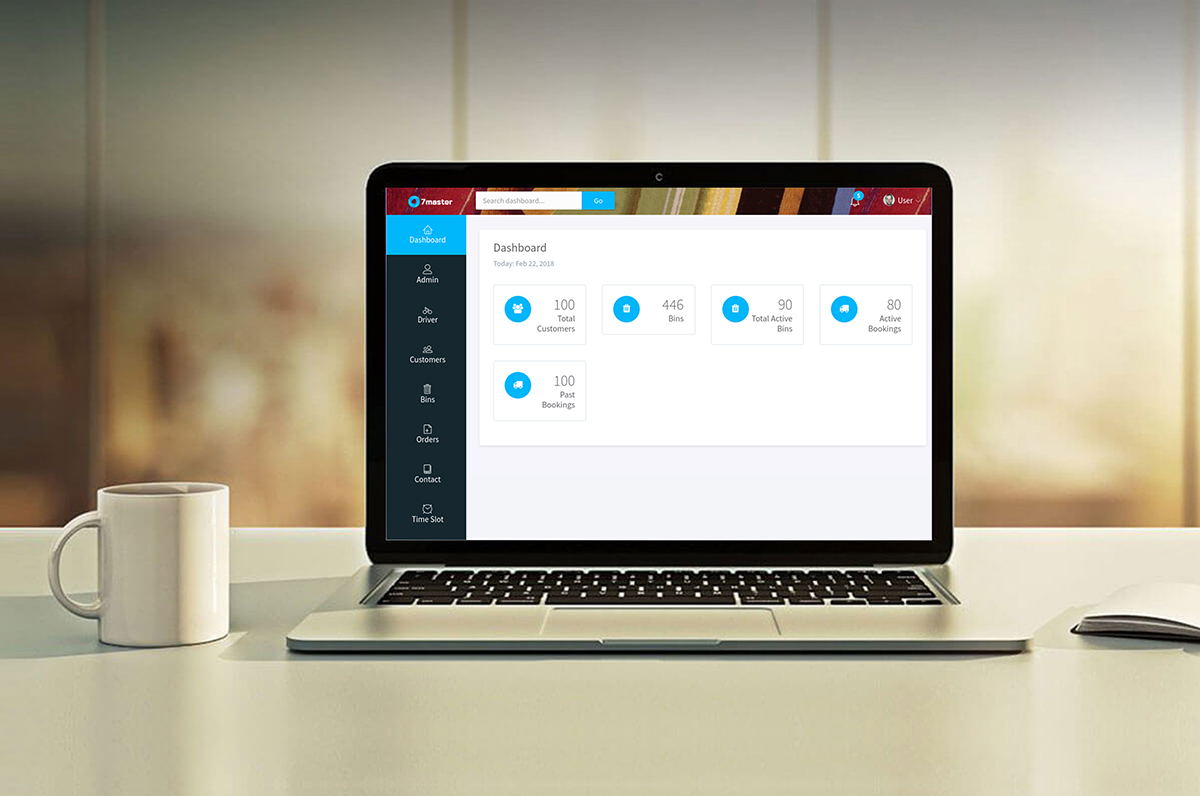 7master
Search dashboard...
Go
5
User
Dashboard
Admin
Driver
Customers
Bins
Orders
Contact
Time Slot
Dashboard
Today: Feb 22, 2018
100
Total
Customers
446
Bins
90
Total Active
Bins
80
Active
Bookings
100
Past
Bookings